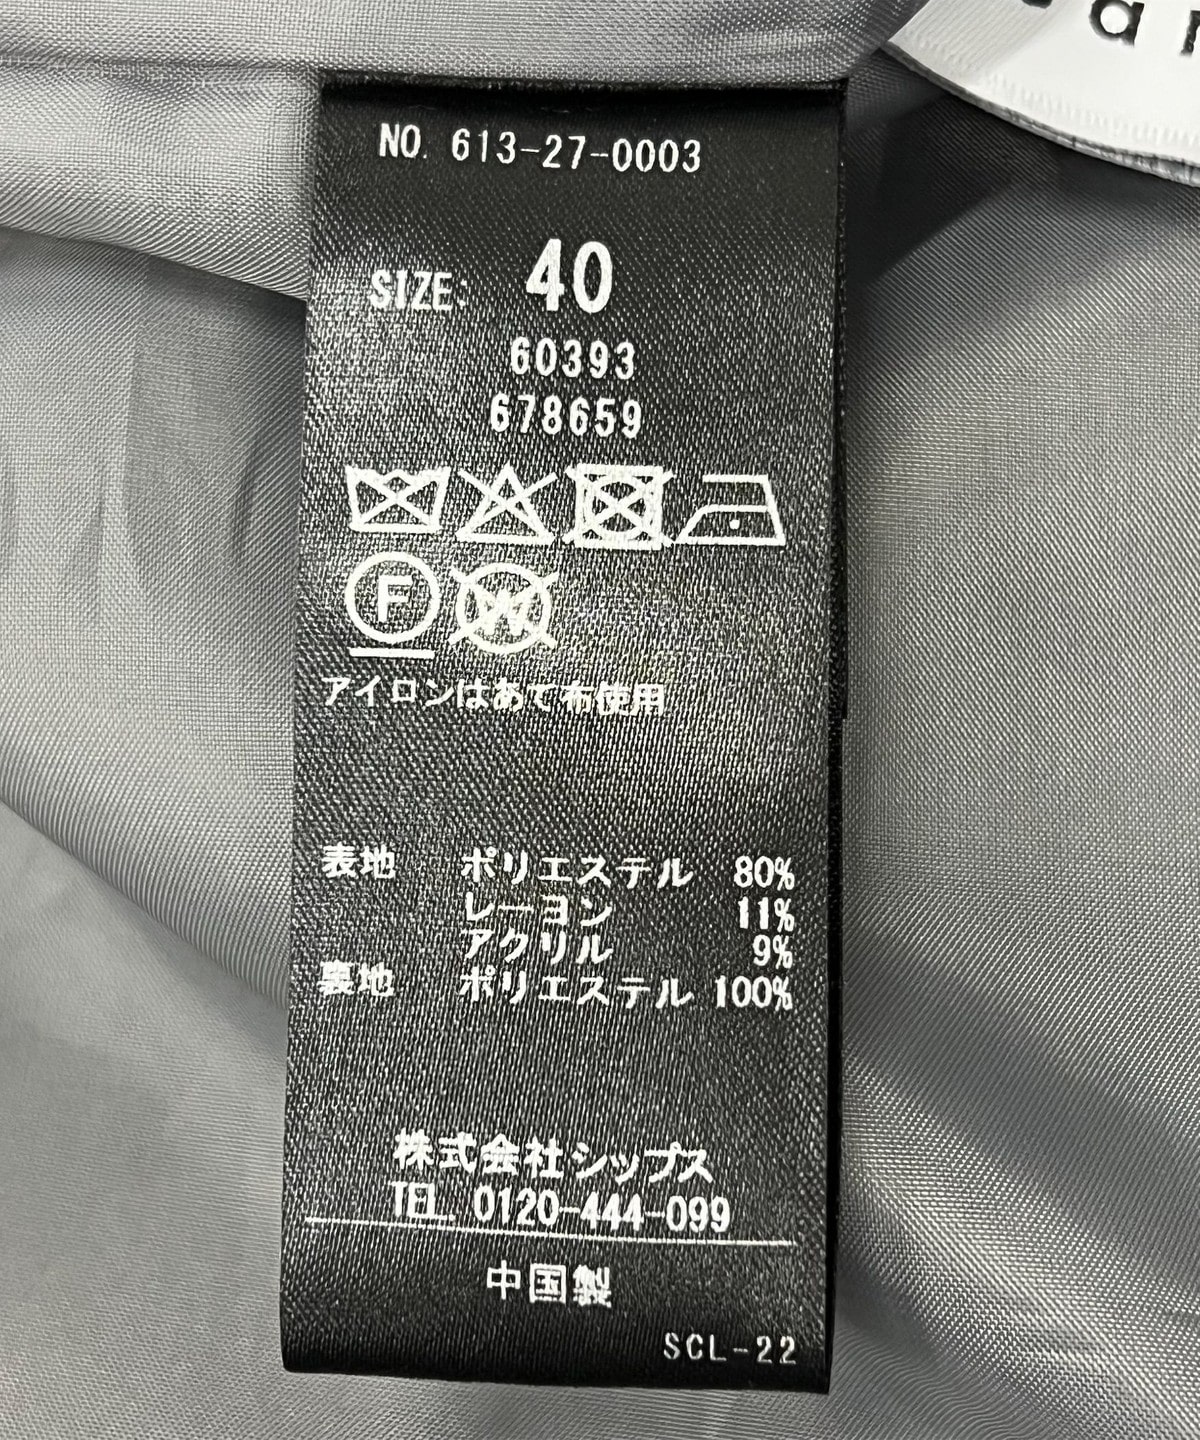 NO. 613-27-0003
SIZE: 40
60393
678659
F
W
アイロンはあて布使用
表地 ポリエステル 80%
レーヨン 11%
アクリル 9%
裏地 ポリエステル 100%
株式会社シップス
TEL. 0120-444-099
中国製
SCL-22